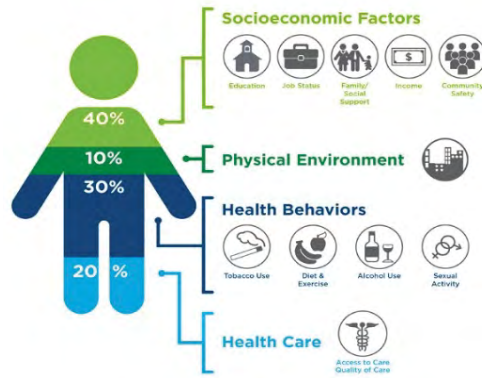 Socioeconomic Factors
$
Education
Job Status
Family/
Social
Support
Income
Community
Safety
40%
10%
Physical Environment
30%
Health Behaviors
Tobacco Use
Diet &
Exercise
Alcohol Use
Sexual
Activity
20 %
Health Care
Access to Care
Quality of Care